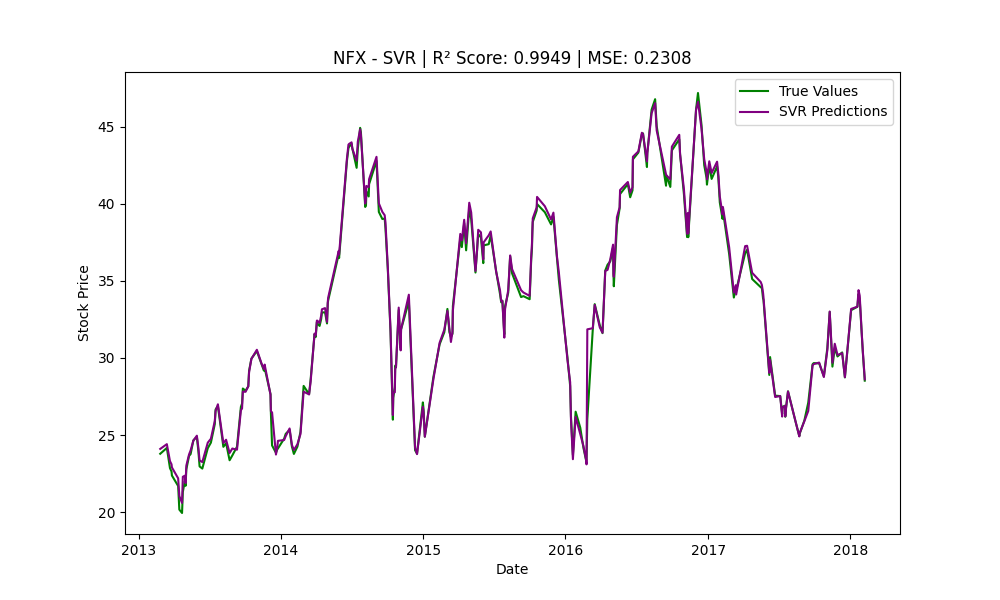 NFX - SVR | R² Score: 0.9949 | MSE: 0.2308
True Values
SVR Predictions
Stock Price
45
40
35
30
25
20
2013 2014 2015 2016 2017 2018
Date